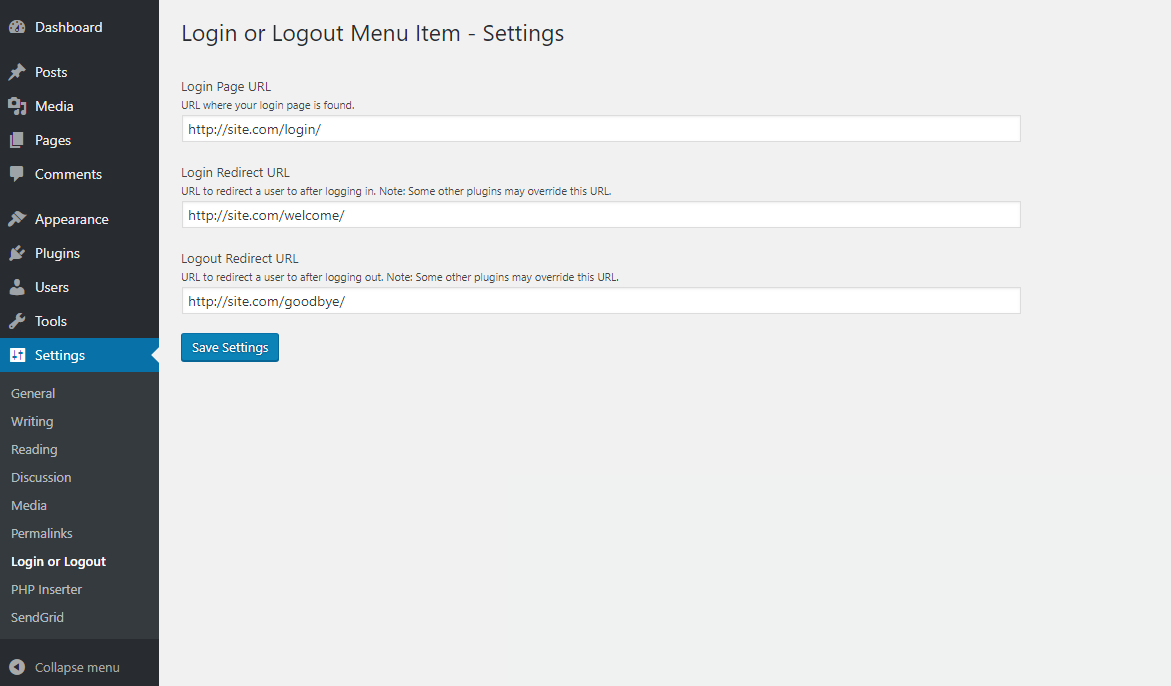 Dashboard
Posts
Media
Pages
Comments
Appearance
Plugins
Users
Tools
Settings
General
Writing
Reading
Discussion
Media
Permalinks
Login or Logout
PHP Inserter
SendGrid
Collapse menu
Login or Logout Menu Item - Settings
Login Page URL
URL where your login page is found.
http://site.com/login/
Login Redirect URL
URL to redirect a user to after logging in. Note: Some other plugins may override this URL.
http://site.com/welcome/
Logout Redirect URL
URL to redirect a user to after logging out. Note: Some other plugins may override this URL.
http://site.com/goodbye/
Save Settings